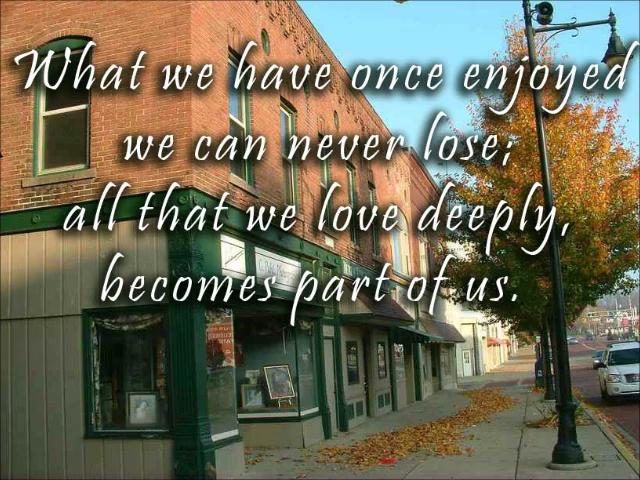 What we have once enjoyed
we can never lose;
all that we love deeply,
becomes part of us.